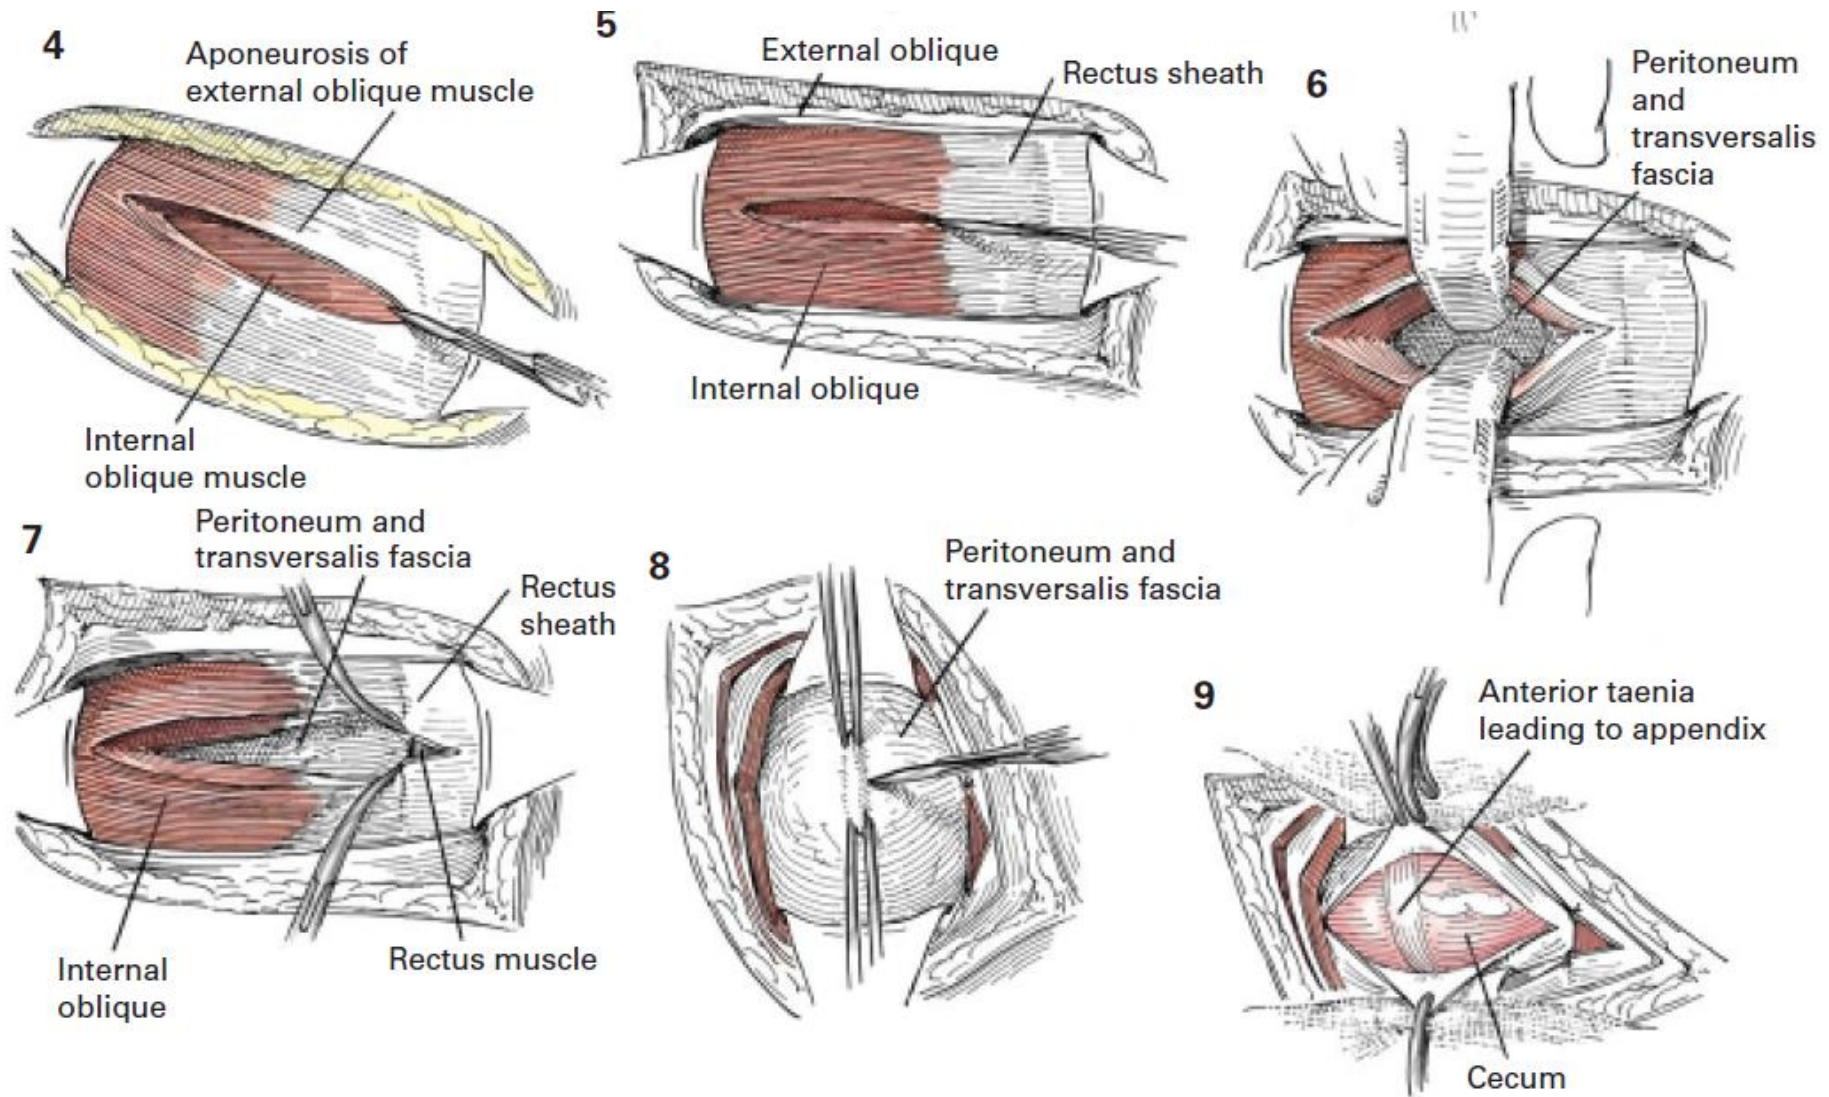 4
Aponeurosis of
external oblique muscle
Internal
oblique muscle
5
External oblique
Rectus sheath
Internal oblique
6
Peritoneum
and
transversalis
fascia
7
Peritoneum and
transversalis fascia
Rectus
sheath
Internal
oblique
Rectus muscle
8
Peritoneum and
transversalis fascia
9
Anterior taenia
leading to appendix
Cecum